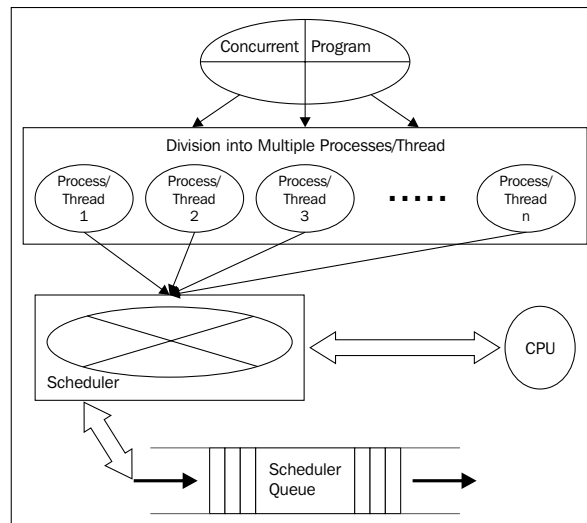 Concurrent Program
Division into Multiple Processes/Thread
Process/
Thread
1
Process/
Thread
2
Process/
Thread
3
.....
Process/
Thread
n
Scheduler
CPU
Scheduler
Queue